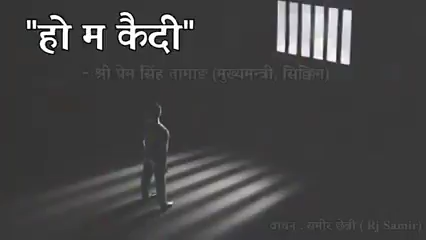 "हो म कैदी"
- श्री प्रेम सिंह तामाङ (मुख्यमन्त्री, सिक्किम)
वाचन : समीर छेत्री ( Rj Samir)